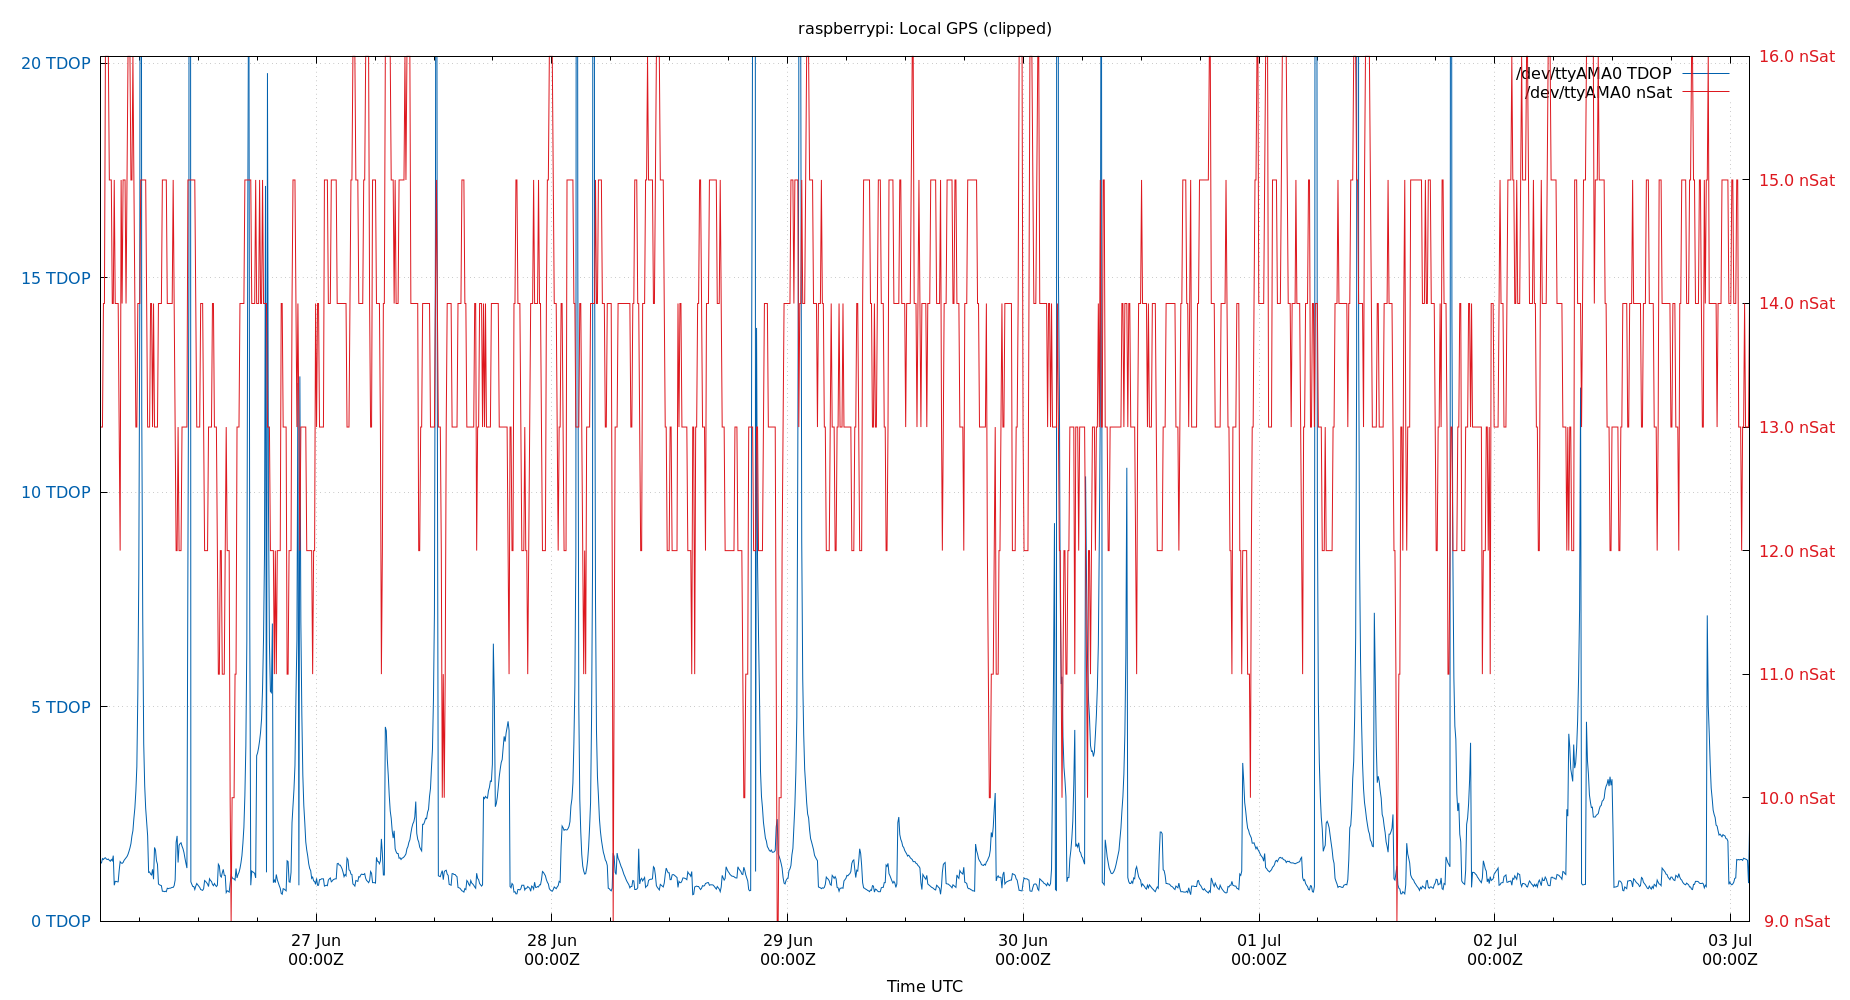 raspberrypi: Local GPS (clipped)
20 TDOP
15 TDOP
10 TDOP
5 TDOP
0 TDOP
16.0 nSat
15.0 nSat
14.0 nSat
13.0 nSat
12.0 nSat
11.0 nSat
10.0 nSat
9.0 nSat
/dev/ttyAMA0 TDOP
/dev/ttyAMA0 nSat
27 Jun 28 Jun 29 Jun 30 Jun 01 Jul 02 Jul 03 Jul
00:00Z 00:00Z 00:00Z 00:00Z 00:00Z 00:00Z 00:00Z
Time UTC